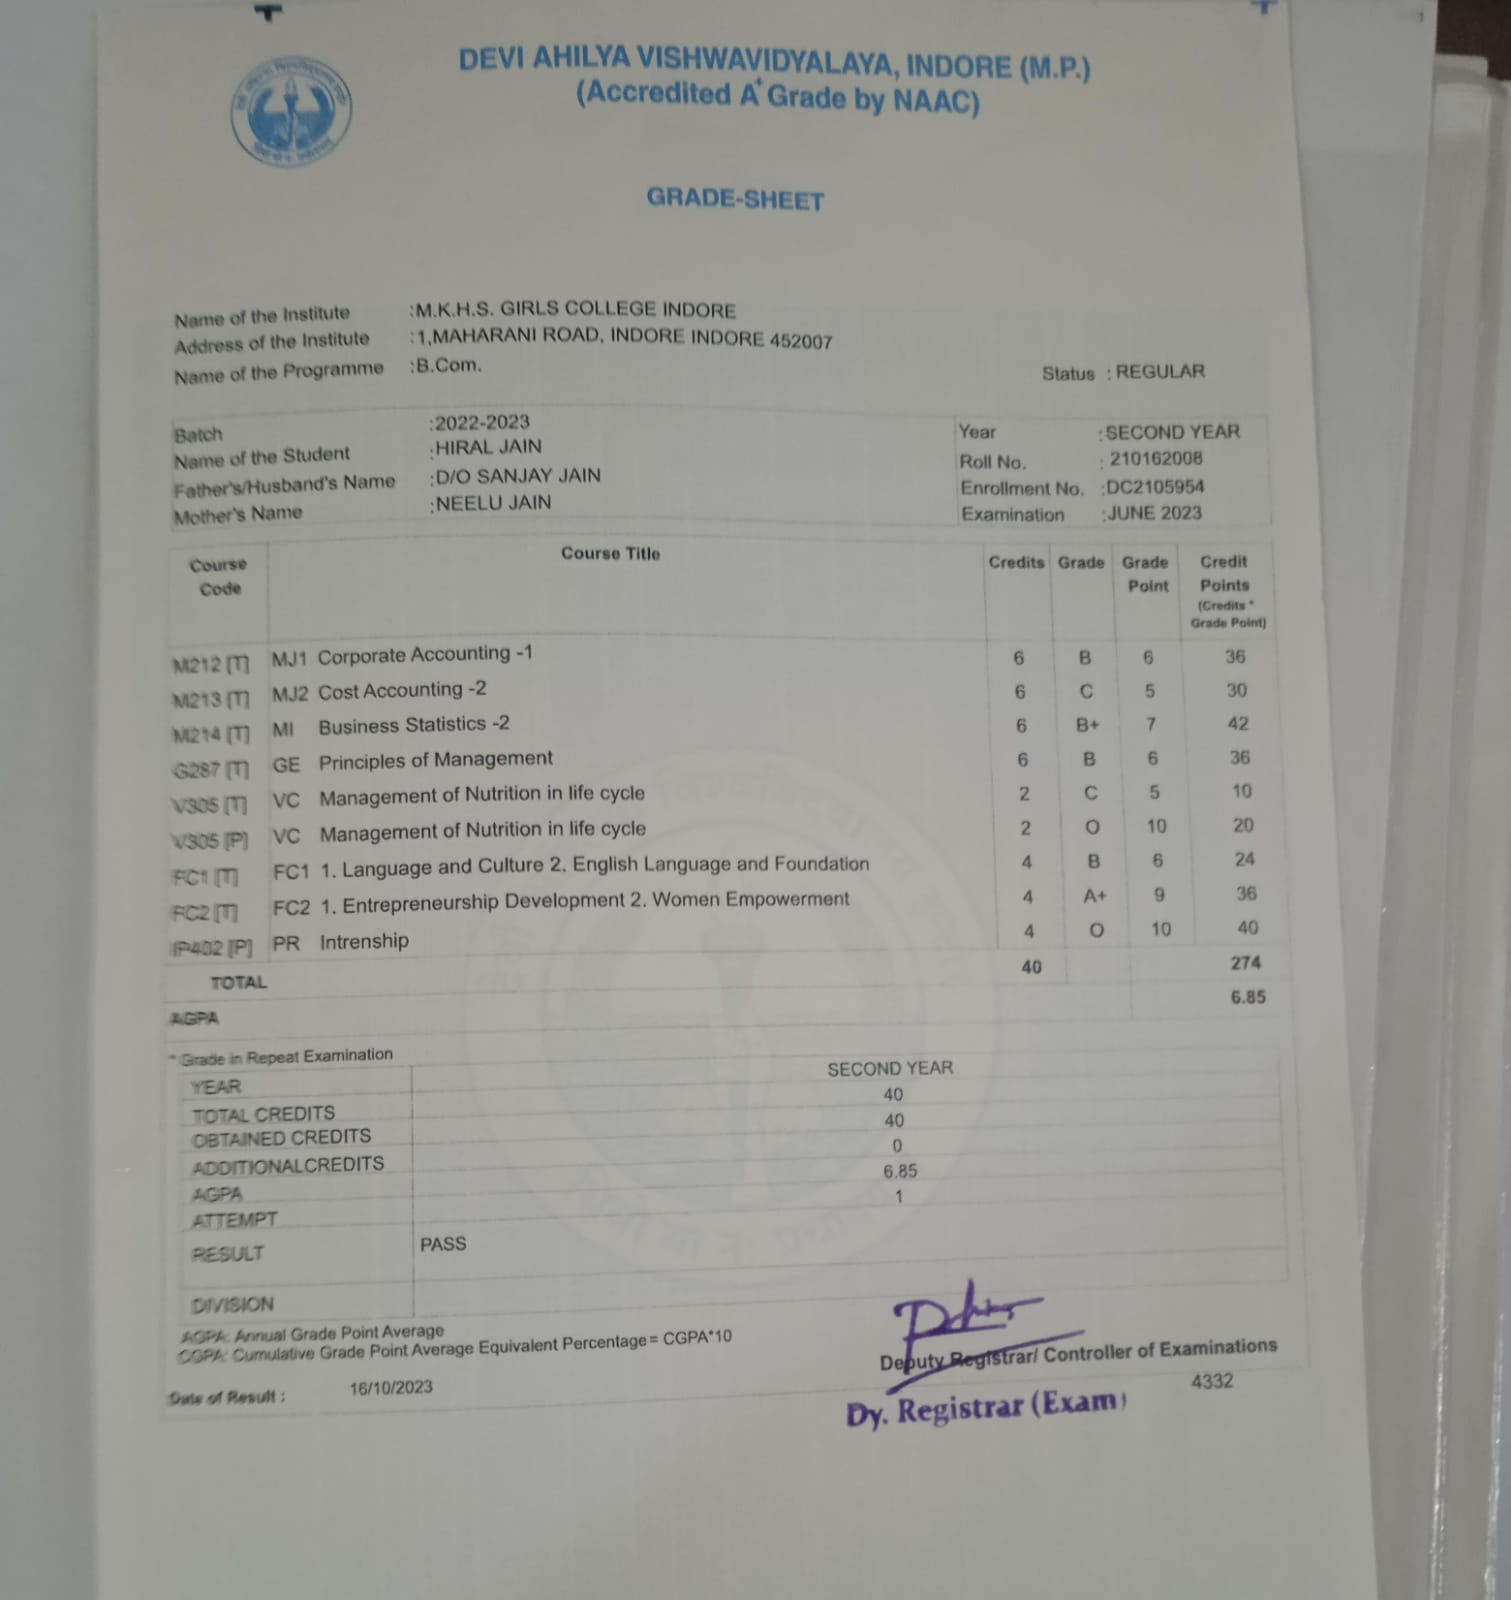 DEVI AHILYA VISHWAVIDYALAYA, INDORE (M.P.)
(Accredited A+ Grade by NAAC)
GRADE-SHEET
Name of the Institute :M.K.H.S. GIRLS COLLEGE INDORE
Address of the Institute :1,MAHARANI ROAD, INDORE INDORE 452007
Name of the Programme :B.Com. Status : REGULAR
Batch :2022-2023 Year :SECOND YEAR
Name of the Student :HIRAL JAIN Roll No. : 210162008
Father's/Husband's Name :D/O SANJAY JAIN Enrollment No. :DC2105954
Mother's Name :NEELU JAIN Examination :JUNE 2023
Course Code Course Title Credits Grade Grade Point Credit Points (Credits * Grade Point)
M212 [T] MJ1 Corporate Accounting -1 6 B 6 36
M213 [T] MJ2 Cost Accounting -2 6 C 5 30
M214 [T] MI Business Statistics -2 6 B+ 7 42
G287 [T] GE Principles of Management 6 B 6 36
V305 [T] VC Management of Nutrition in life cycle 2 C 5 10
V305 [P] VC Management of Nutrition in life cycle 2 O 10 20
FC1 [T] FC1 1. Language and Culture 2. English Language and Foundation 4 B 6 24
FC2 [T] FC2 1. Entrepreneurship Development 2. Women Empowerment 4 A+ 9 36
IP402 [P] PR Intrenship 4 O 10 40
TOTAL 40 274
AGPA 6.85
* Grade in Repeat Examination
YEAR SECOND YEAR
TOTAL CREDITS 40
OBTAINED CREDITS 40
ADDITIONALCREDITS 0
AGPA 6.85
ATTEMPT 1
RESULT PASS
DIVISION
AGPA: Annual Grade Point Average
CGPA: Cumulative Grade Point Average Equivalent Percentage = CGPA*10
Deputy Registrar/ Controller of Examinations
Date of Result : 16/10/2023 4332
Dy. Registrar (Exam)